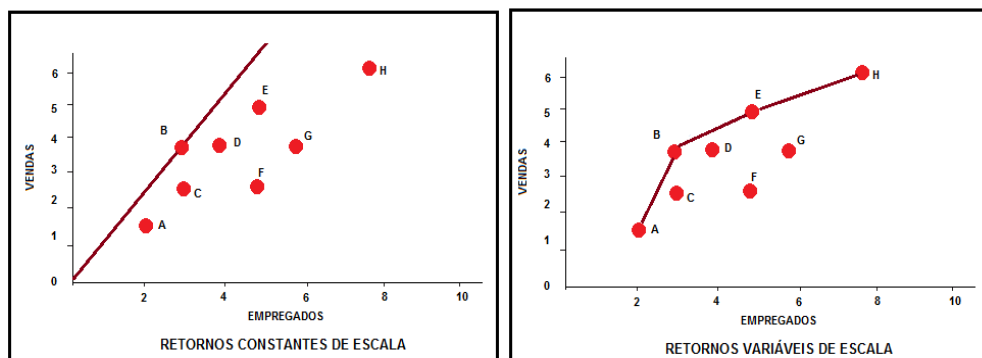 6
5
4
3
2
1
0
VENDAS
A
B
C
D
E
F
G
H
2
4
6
8
10
EMPREGADOS
RETORNOS CONSTANTES DE ESCALA
6
5
4
3
2
1
0
VENDAS
A
B
C
D
E
F
G
H
2
4
6
8
10
EMPREGADOS
RETORNOS VARIÁVEIS DE ESCALA